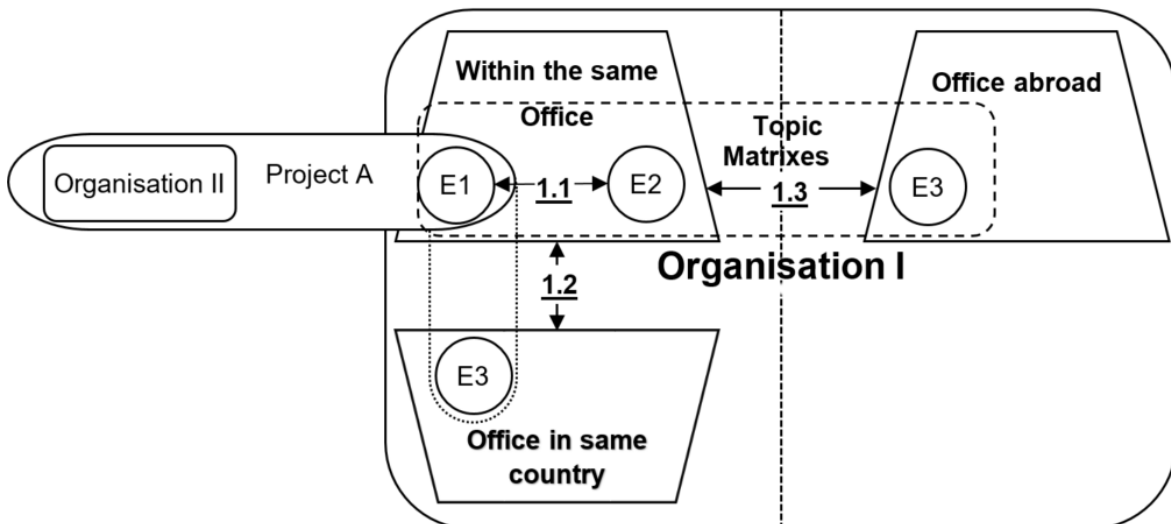 Within the same
Office
Office abroad
Topic
Matrixes
Organisation II
Project A
E1
1.1
E2
1.3
E3
Organisation I
1.2
E3
Office in same
country